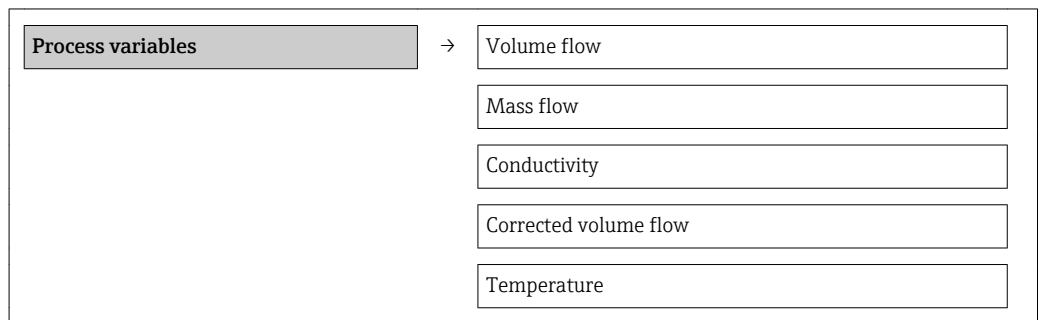 Process variables → Volume flow
Mass flow
Conductivity
Corrected volume flow
Temperature